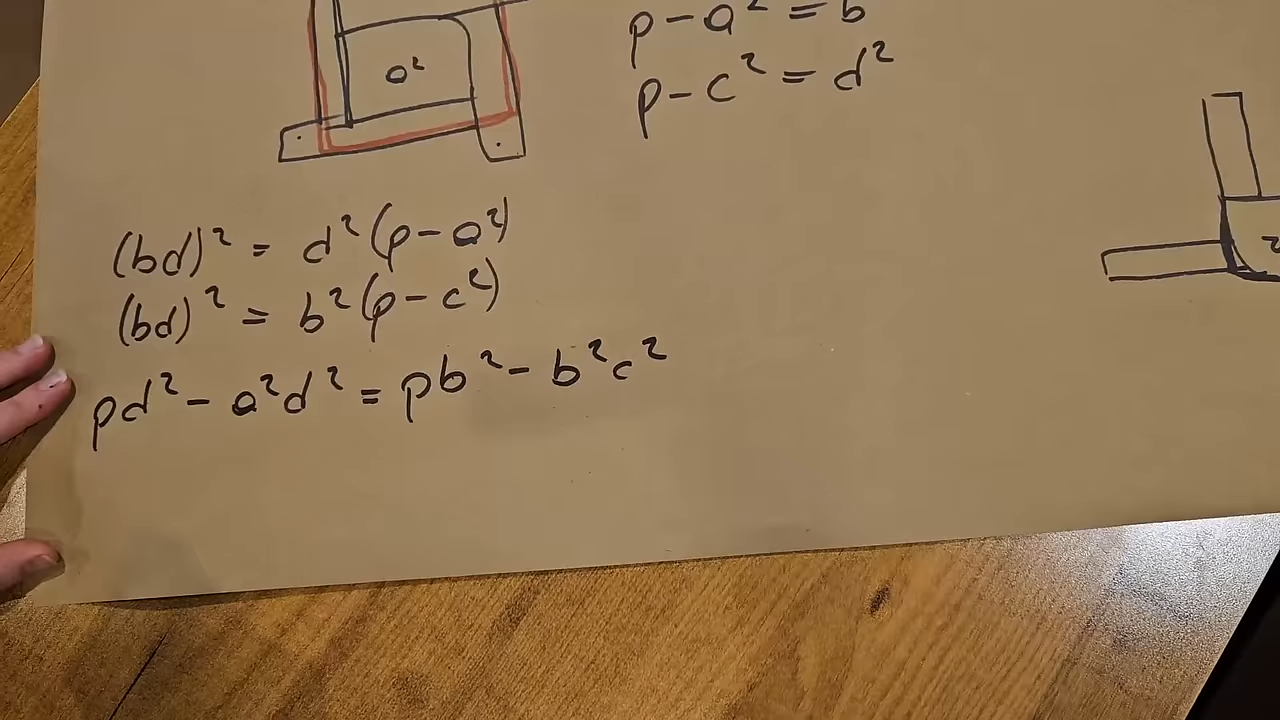 p - a² = b
p - c² = d²
a²
(bd)² = d²(p - a²)
(bd)² = b²(p - c²)
pd² - a²d² = pb² - b²c²